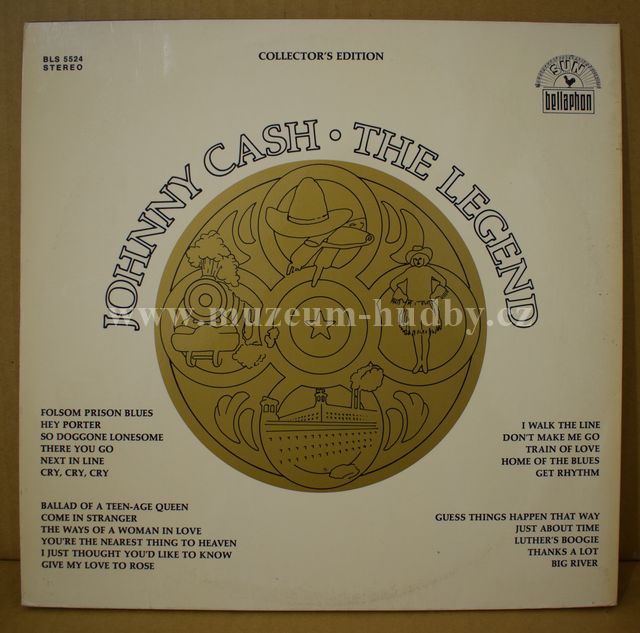 BLS 5524
STEREO
COLLECTOR'S EDITION
SUN
bellaphon
JOHNNY CASH • THE LEGEND
www.muzeum-hudby.cz
FOLSOM PRISON BLUES
HEY PORTER
SO DOGGONE LONESOME
THERE YOU GO
NEXT IN LINE
CRY, CRY, CRY
I WALK THE LINE
DON'T MAKE ME GO
TRAIN OF LOVE
HOME OF THE BLUES
GET RHYTHM
BALLAD OF A TEEN-AGE QUEEN
COME IN STRANGER
THE WAYS OF A WOMAN IN LOVE
YOU'RE THE NEAREST THING TO HEAVEN
I JUST THOUGHT YOU'D LIKE TO KNOW
GIVE MY LOVE TO ROSE
GUESS THINGS HAPPEN THAT WAY
JUST ABOUT TIME
LUTHER'S BOOGIE
THANKS A LOT
BIG RIVER